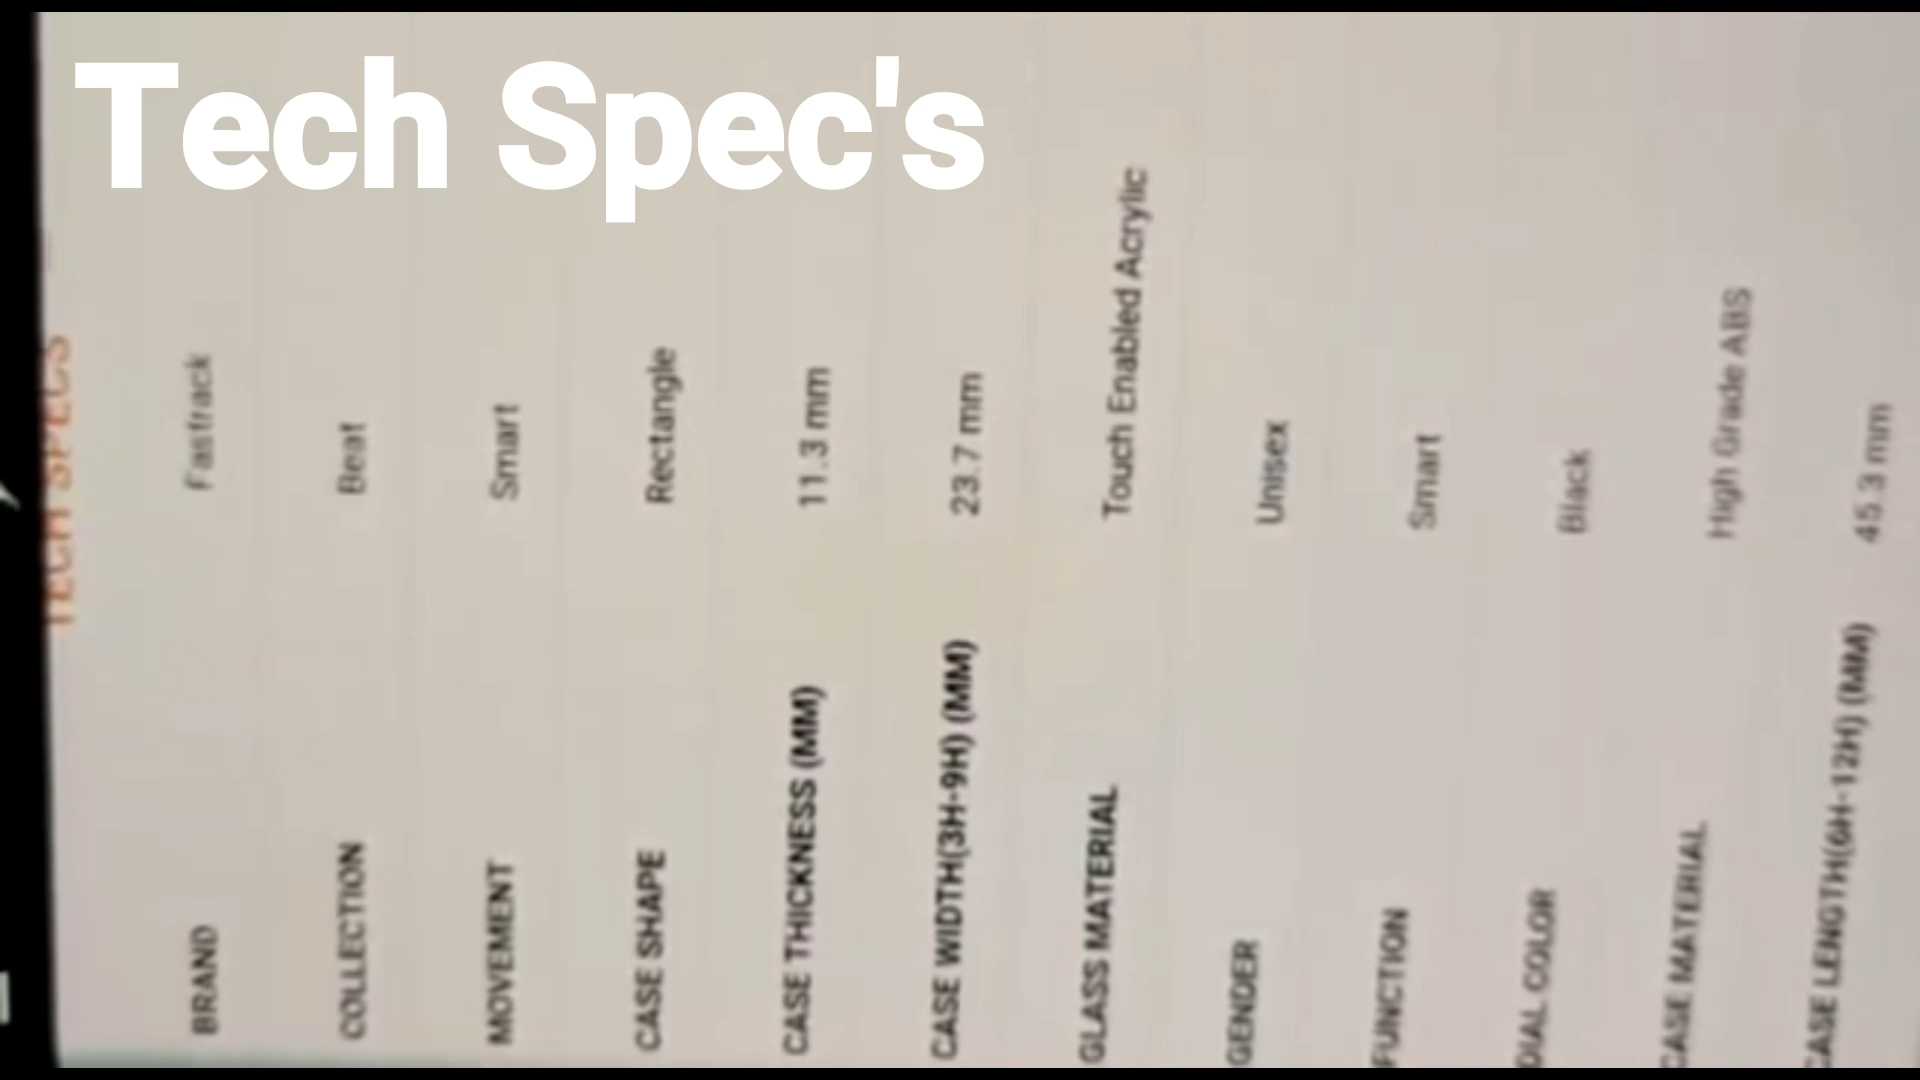 Tech Spec's
TECH SPECS
BRAND Fastrack
COLLECTION Beat
MOVEMENT Smart
CASE SHAPE Rectangle
CASE THICKNESS (MM) 11.3 mm
CASE WIDTH(3H-9H) (MM) 23.7 mm
GLASS MATERIAL Touch Enabled Acrylic
GENDER Unisex
FUNCTION Smart
DIAL COLOR Black
CASE MATERIAL High Grade ABS
CASE LENGTH(6H-12H) (MM) 45.3 mm